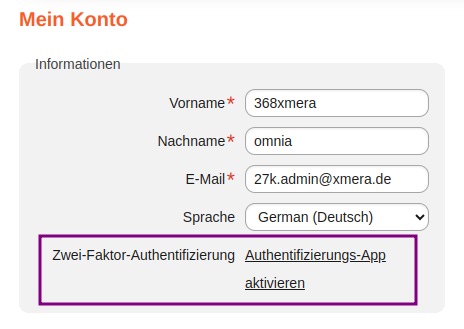 Mein Konto
Informationen
Vorname* 368xmera
Nachname* omnia
E-Mail* 27k.admin@xmera.de
Sprache German (Deutsch)
Zwei-Faktor-Authentifizierung Authentifizierungs-App
aktivieren